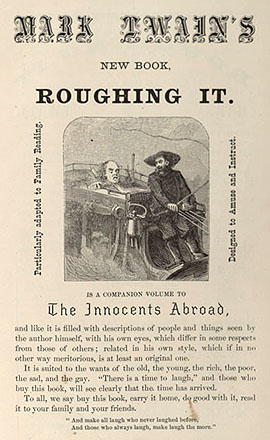 MARK TWAIN'S
NEW BOOK,
ROUGHING IT.
Particularly adapted to Family Reading.
Designed to Amuse and Instruct.
IS A COMPANION VOLUME TO
The Innocents Abroad,
and like it is filled with descriptions of people and things seen by
the author himself, with his own eyes, which differ in some respects
from those of others; related in his own style, which if in no
other way meritorious, is at least an original one.
It is suited to the wants of the old, the young, the rich, the poor,
the sad, and the gay. "There is a time to laugh," and those who
buy this book, will see clearly that the time has arrived.
To all, we say buy this book, carry it home, do good with it, read
it to your family and your friends.
"And make all laugh who never laughed before,
And those who always laugh, make laugh the more."